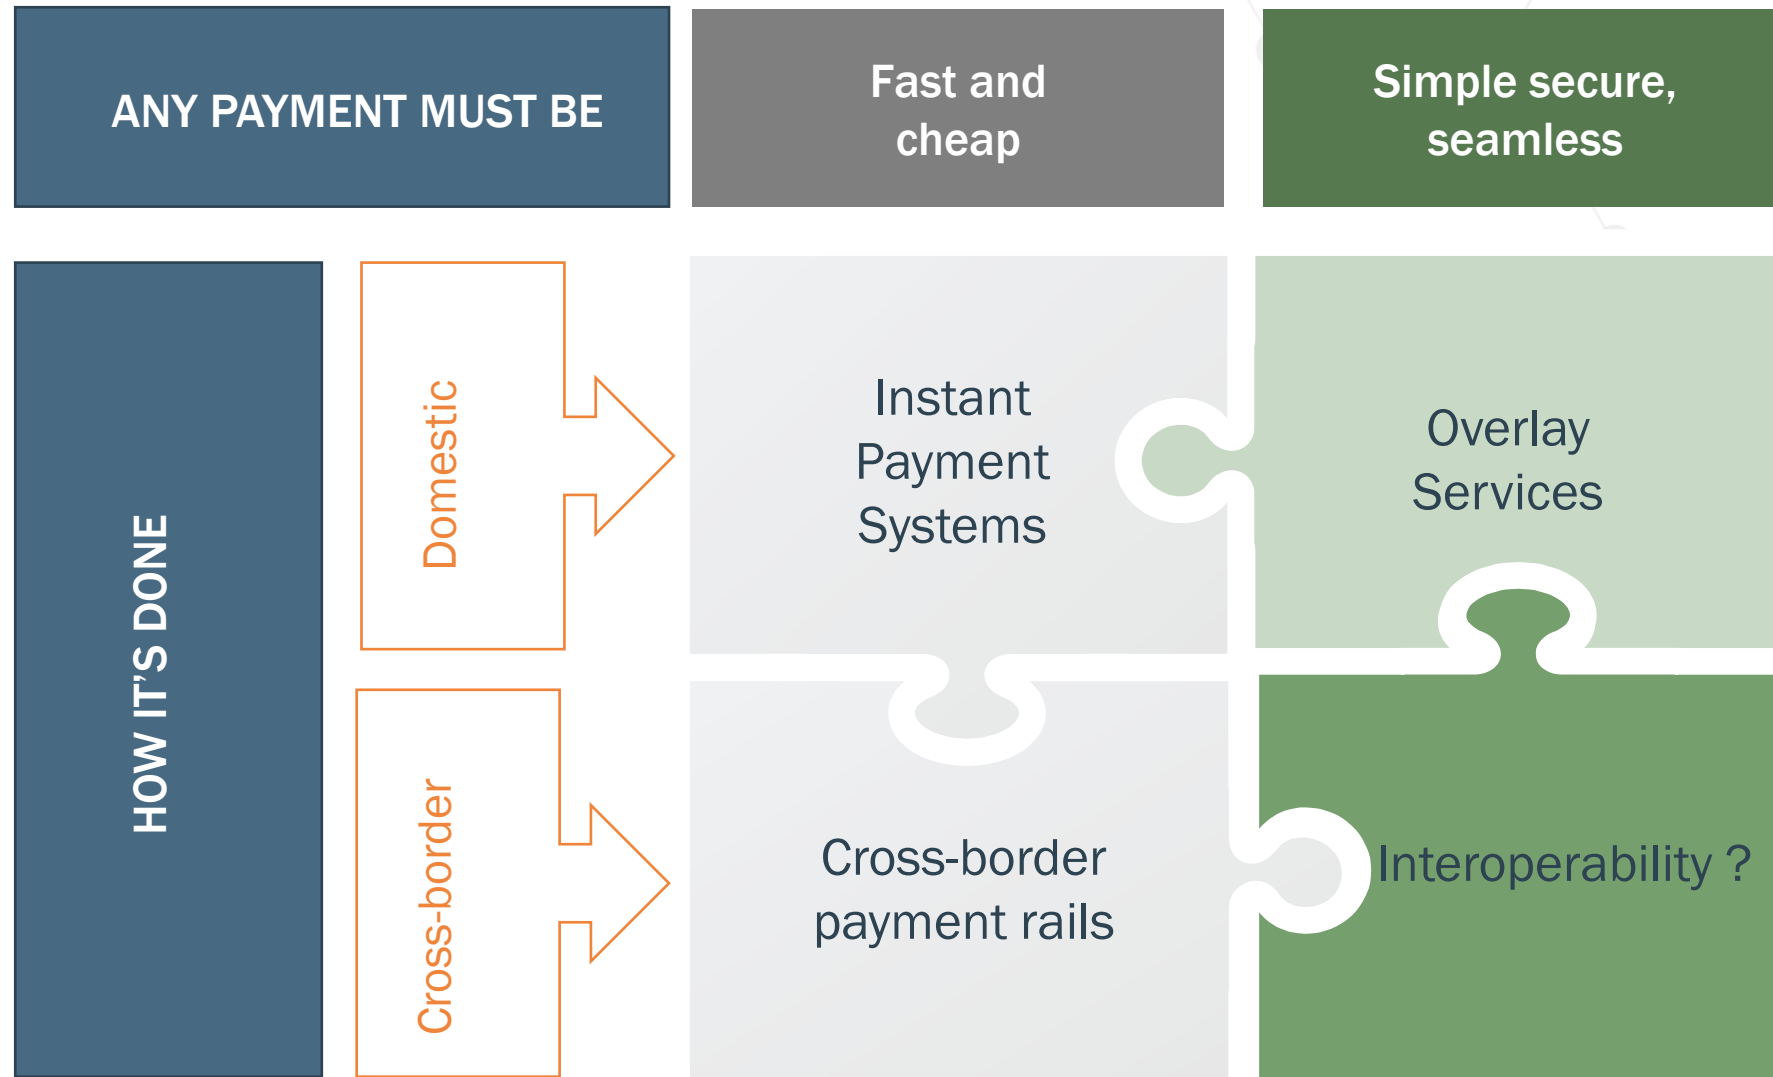 ANY PAYMENT MUST BE
Fast and
cheap
Simple secure,
seamless
HOW IT'S DONE
Domestic
Instant
Payment
Systems
Overlay
Services
Cross-border
Cross-border
payment rails
Interoperability ?